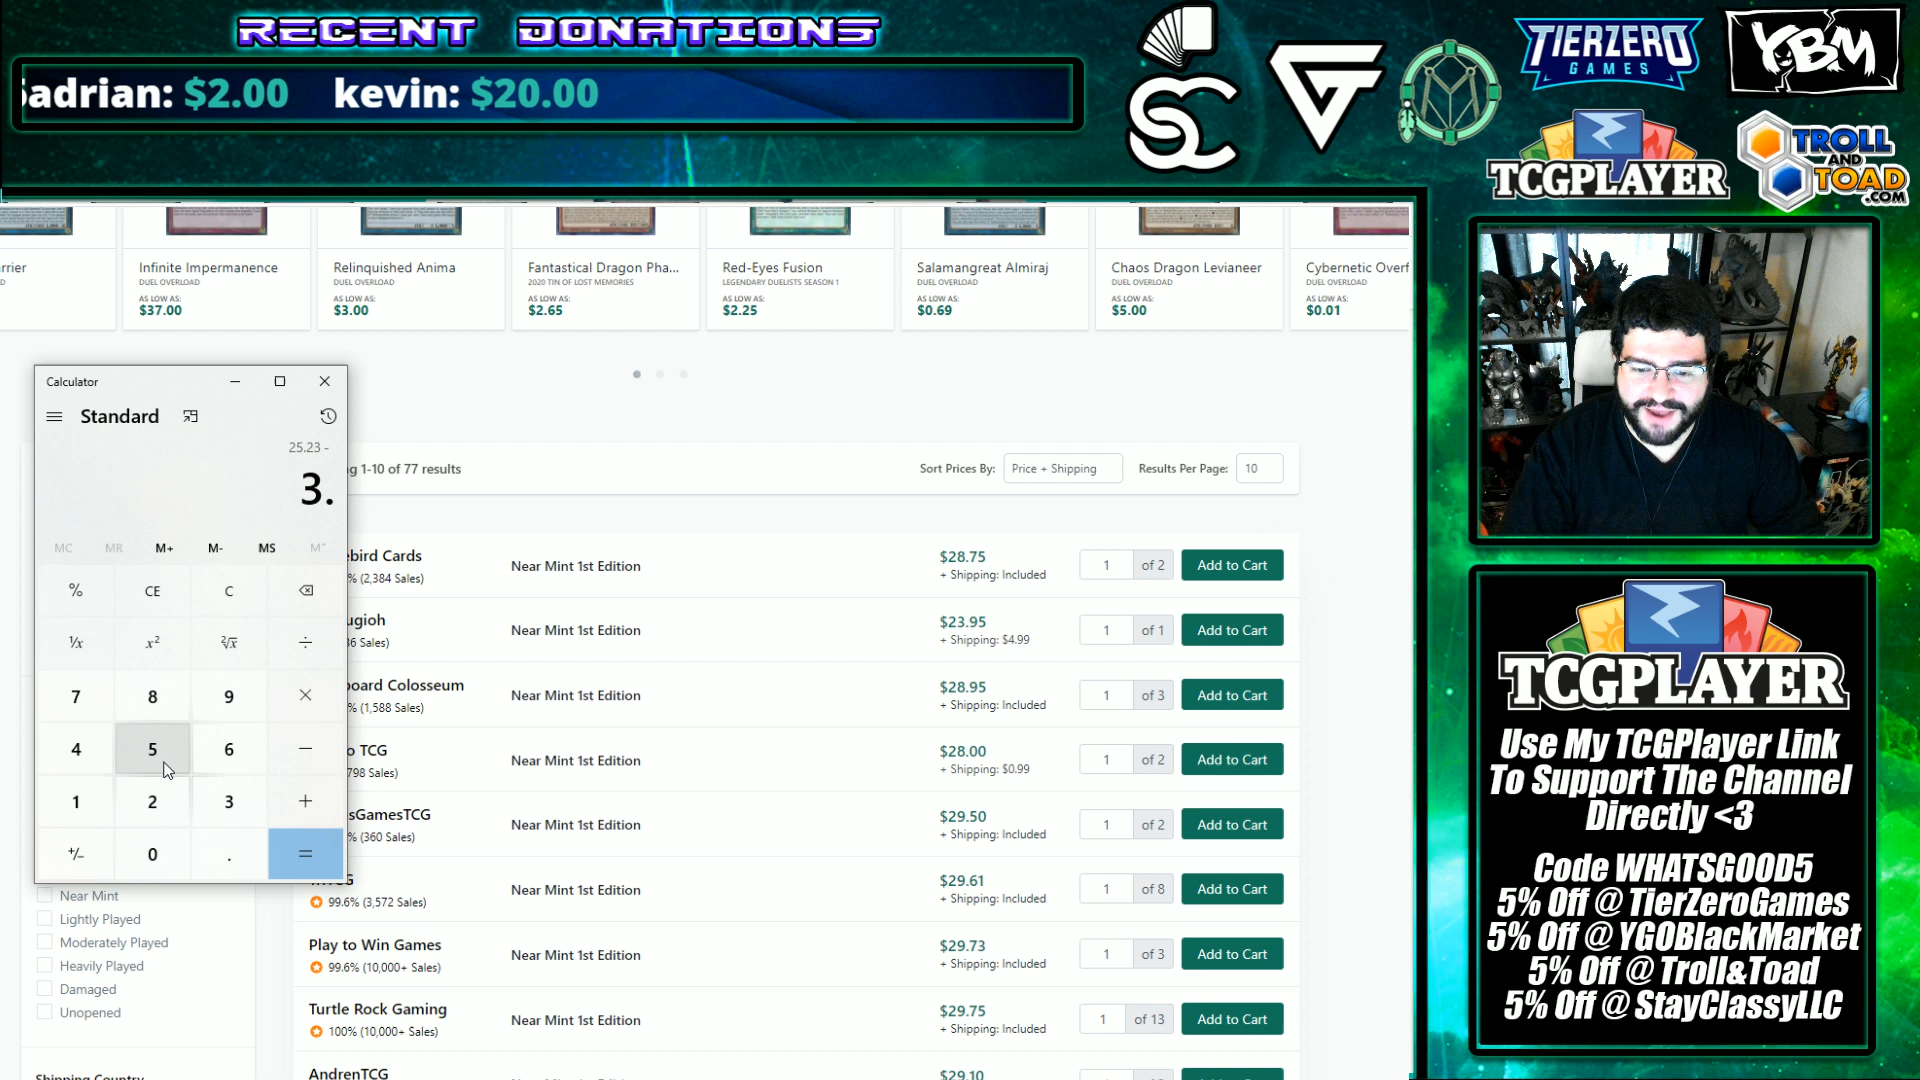 RECENT DONATIONS
adrian: $2.00 kevin: $20.00
SC
TIERZERO
GAMES
YBM
TCGPLAYER
TROLL
AND
TOAD
.COM
rrier
Infinite Impermanence
DUEL OVERLOAD
AS LOW AS:
$37.00
Relinquished Anima
DUEL OVERLOAD
AS LOW AS:
$3.00
Fantastical Dragon Pha...
2020 TIN OF LOST MEMORIES
AS LOW AS:
$2.65
Red-Eyes Fusion
LEGENDARY DUELISTS SEASON 1
AS LOW AS:
$2.25
Salamangreat Almiraj
DUEL OVERLOAD
AS LOW AS:
$0.69
Chaos Dragon Levianeer
DUEL OVERLOAD
AS LOW AS:
$5.00
Cybernetic Overf
DUEL OVERLOAD
AS LOW AS:
$0.01
Calculator
Standard
25.23 -
3.
MC MR M+ M- MS M˅
% CE C
⅟x x² ²√x ÷
7 8 9 ×
4 5 6 −
1 2 3 +
+/− 0 . =
g 1-10 of 77 results
Sort Prices By: Price + Shipping Results Per Page: 10
ebird Cards
% (2,384 Sales)
Near Mint 1st Edition
$28.75
+ Shipping: Included
1 of 2 Add to Cart
ugioh
36 Sales)
Near Mint 1st Edition
$23.95
+ Shipping: $4.99
1 of 1 Add to Cart
board Colosseum
% (1,588 Sales)
Near Mint 1st Edition
$28.95
+ Shipping: Included
1 of 3 Add to Cart
o TCG
798 Sales)
Near Mint 1st Edition
$28.00
+ Shipping: $0.99
1 of 2 Add to Cart
sGamesTCG
% (360 Sales)
Near Mint 1st Edition
$29.50
+ Shipping: Included
1 of 2 Add to Cart
99.6% (3,572 Sales)
Near Mint 1st Edition
$29.61
+ Shipping: Included
1 of 8 Add to Cart
Play to Win Games
99.6% (10,000+ Sales)
Near Mint 1st Edition
$29.73
+ Shipping: Included
1 of 3 Add to Cart
Turtle Rock Gaming
100% (10,000+ Sales)
Near Mint 1st Edition
$29.75
+ Shipping: Included
1 of 13 Add to Cart
AndrenTCG
$29.10
Near Mint
Lightly Played
Moderately Played
Heavily Played
Damaged
Unopened
Shipping Country
TCGPLAYER
Use My TCGPlayer Link
To Support The Channel
Directly <3
Code WHATSGOOD5
5% Off @ TierZeroGames
5% Off @ YGOBlackMarket
5% Off @ Troll&Toad
5% Off @ StayClassyLLC